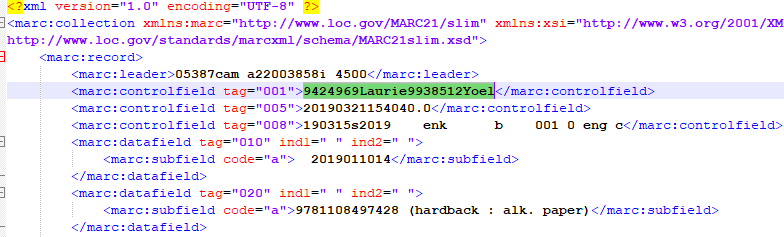 <?xml version="1.0" encoding="UTF-8" ?>
<marc:collection xmlns:marc="http://www.loc.gov/MARC21/slim" xmlns:xsi="http://www.w3.org/2001/XM
http://www.loc.gov/standards/marcxml/schema/MARC21slim.xsd">
<marc:record>
<marc:leader>05387cam a22003858i 4500</marc:leader>
<marc:controlfield tag="001">9424969Laurie9938512Yoel</marc:controlfield>
<marc:controlfield tag="005">20190321154040.0</marc:controlfield>
<marc:controlfield tag="008">190315s2019    enk      b    001 0 eng c</marc:controlfield>
<marc:datafield tag="010" ind1=" " ind2=" ">
<marc:subfield code="a">  2019011014</marc:subfield>
</marc:datafield>
<marc:datafield tag="020" ind1=" " ind2=" ">
<marc:subfield code="a">9781108497428 (hardback : alk. paper)</marc:subfield>
</marc:datafield>